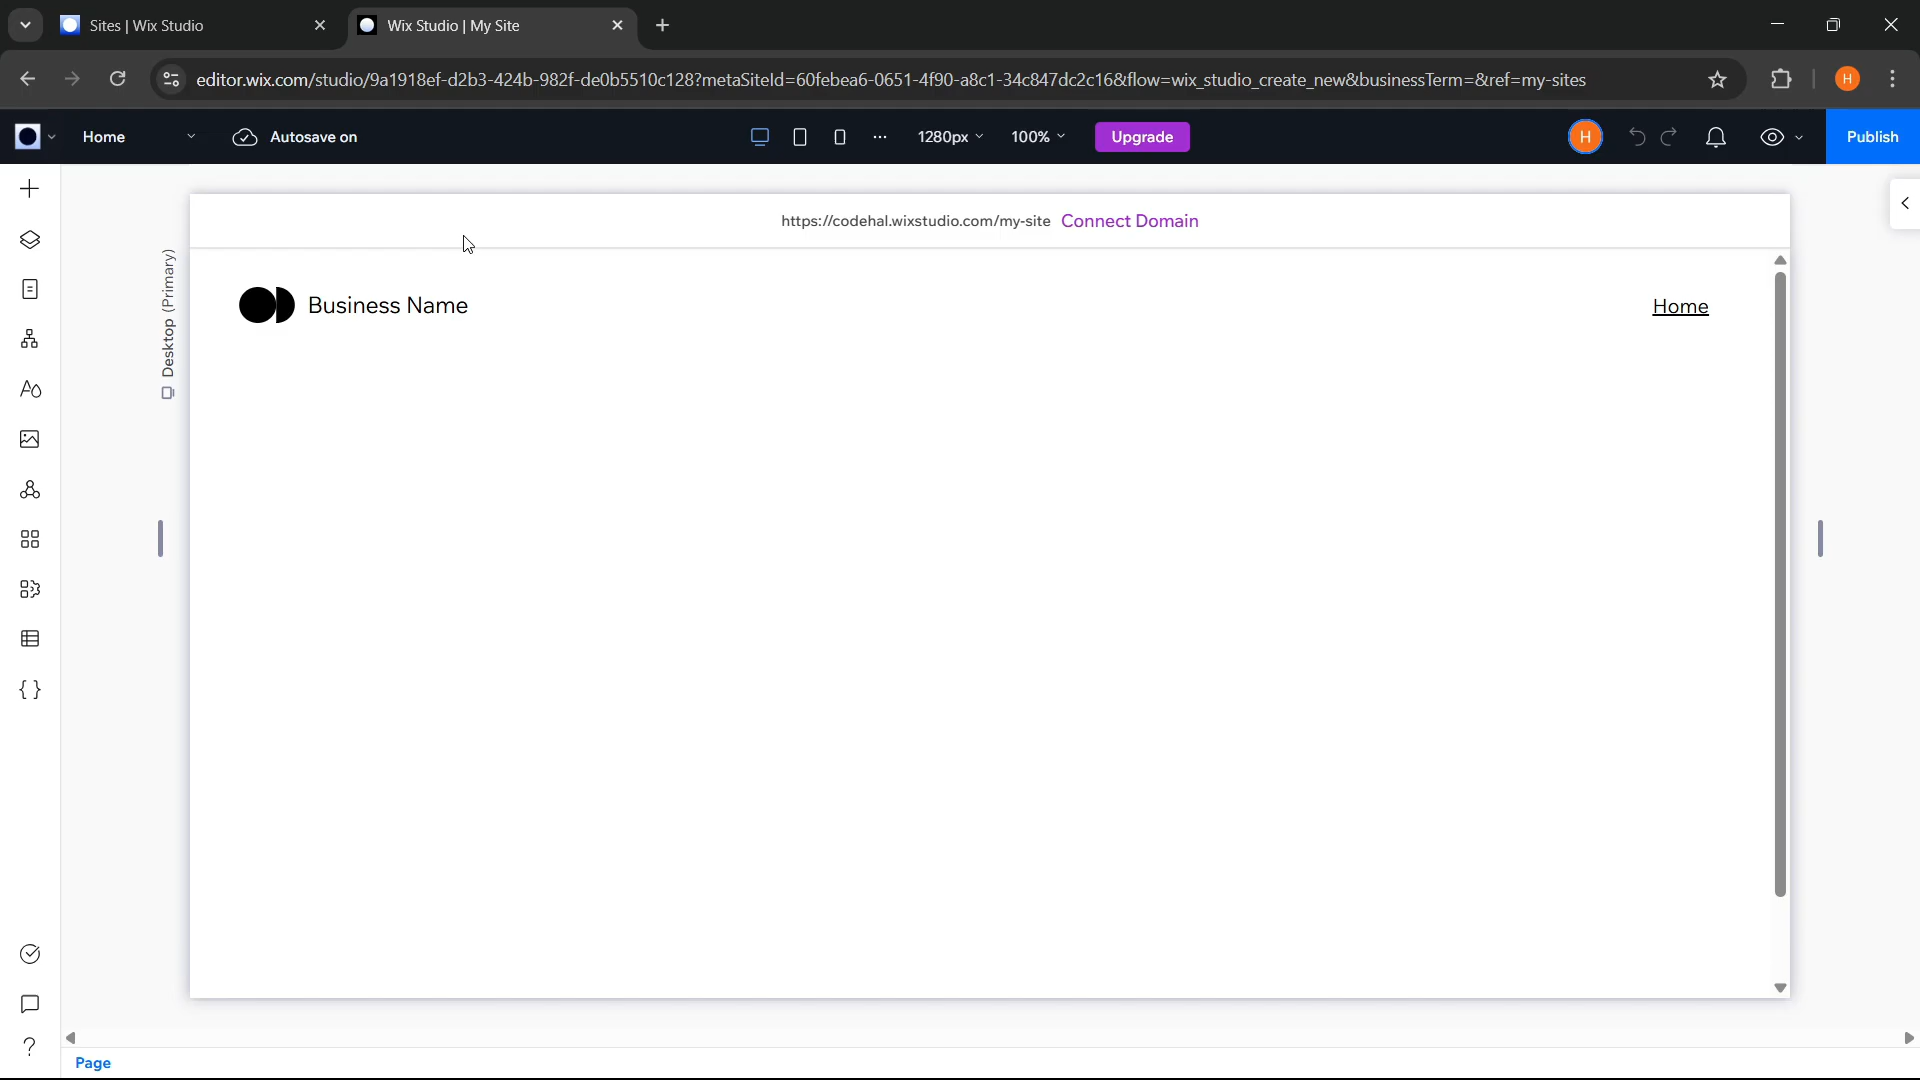 Sites | Wix Studio
Wix Studio | My Site
editor.wix.com/studio/9a1918ef-d2b3-424b-982f-de0b5510c128?metaSiteId=60febea6-0651-4f90-a8c1-34c847dc2c16&flow=wix_studio_create_new&businessTerm=&ref=my-sites
H
Home
Autosave on
1280px
100%
Upgrade
H
Publish
https://codehal.wixstudio.com/my-site Connect Domain
Desktop (Primary)
Business Name
Home
Page